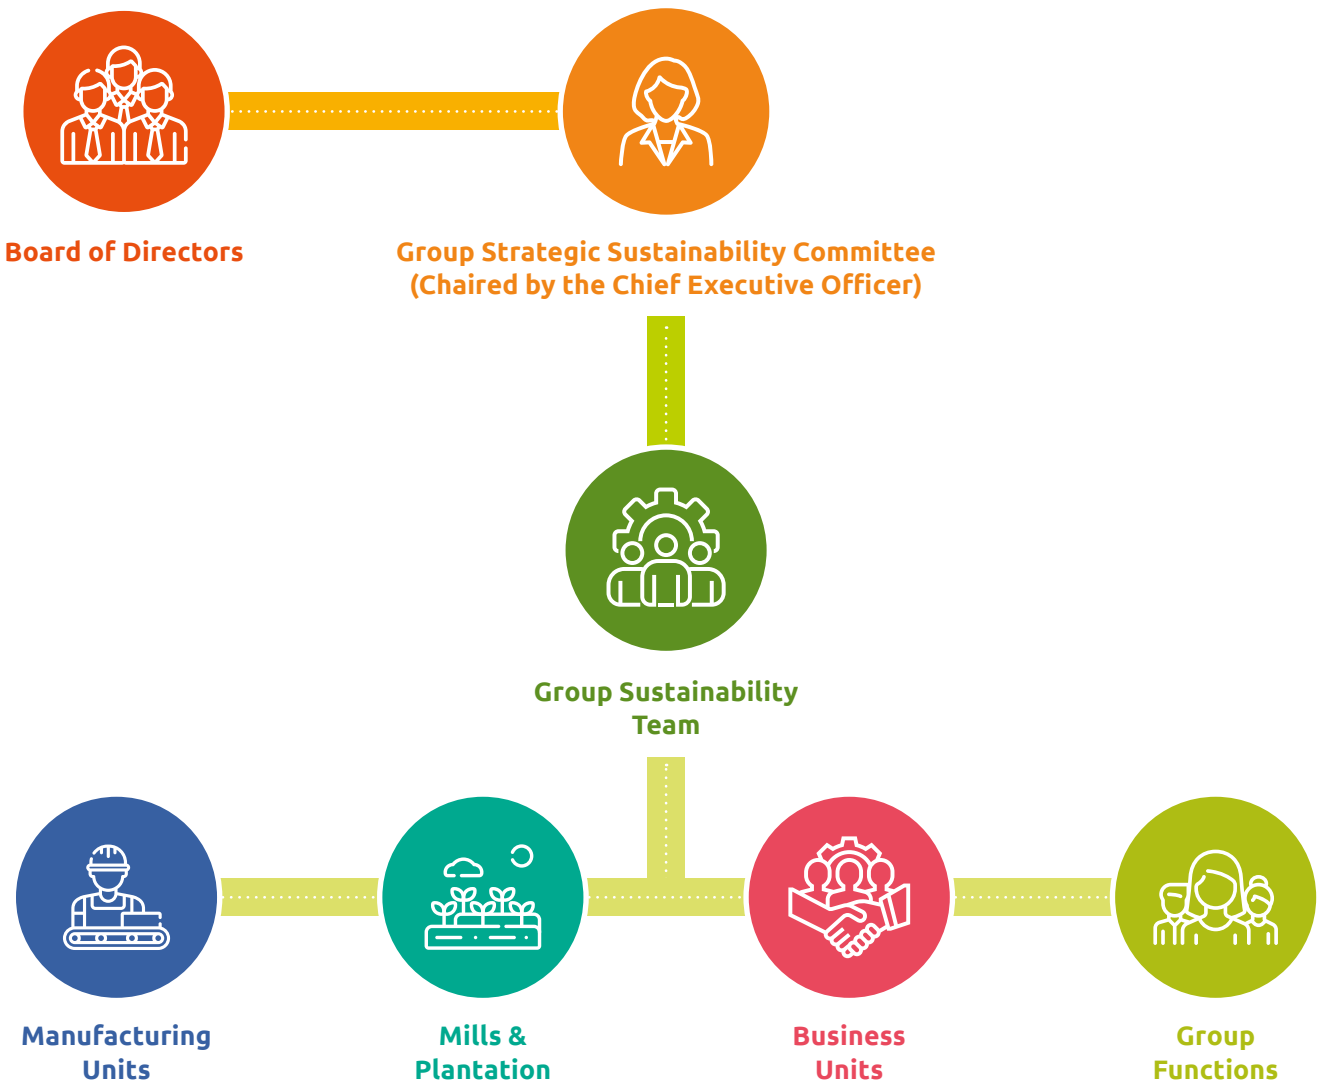 Board of Directors
Group Strategic Sustainability Committee
(Chaired by the Chief Executive Officer)
Group Sustainability
Team
Manufacturing
Units
Mills &
Plantation
Business
Units
Group
Functions